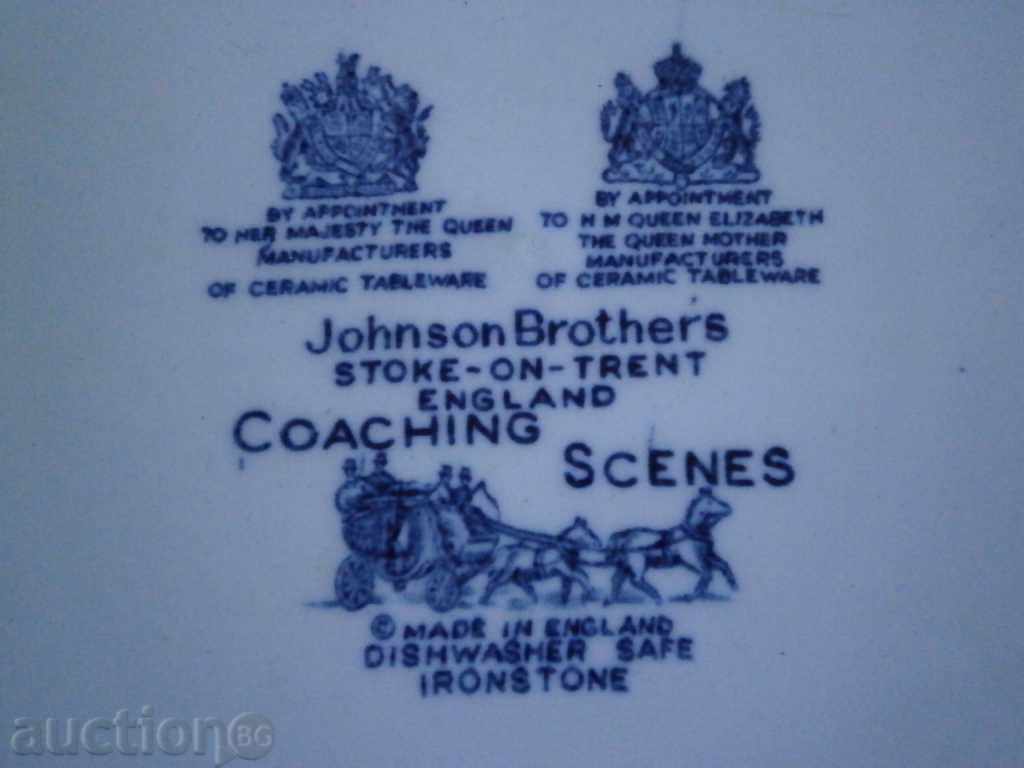 BY APPOINTMENT
TO HER MAJESTY THE QUEEN
MANUFACTURERS
OF CERAMIC TABLEWARE
BY APPOINTMENT
TO H M QUEEN ELIZABETH
THE QUEEN MOTHER
MANUFACTURERS
OF CERAMIC TABLEWARE
Johnson Brothers
STOKE-ON-TRENT
ENGLAND
COACHING
SCENES
© MADE IN ENGLAND
DISHWASHER SAFE
IRONSTONE
auction BG